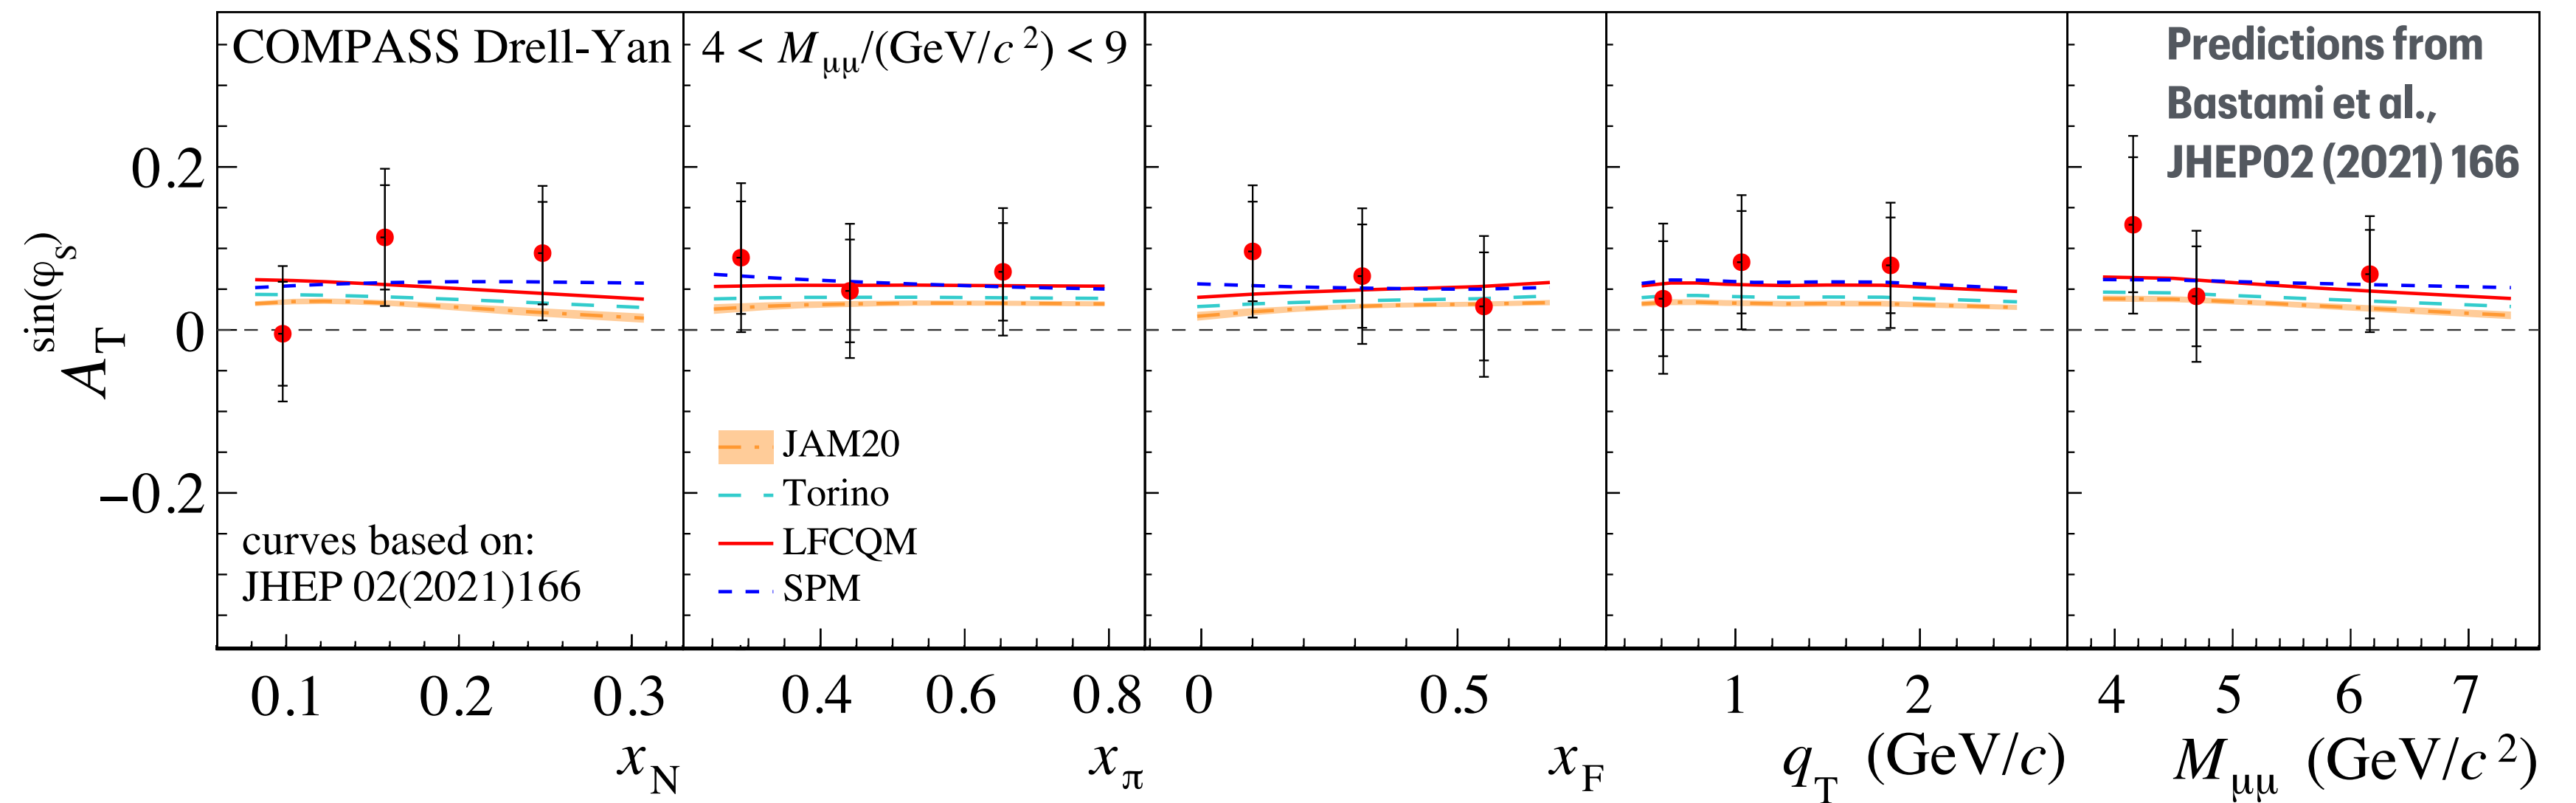 COMPASS Drell-Yan
4 < Mμμ/(GeV/c²) < 9
Predictions from
Bastami et al.,
JHEP02 (2021) 166
A_T^sin(φ_S)
0.2
0
−0.2
JAM20
Torino
LFCQM
SPM
curves based on:
JHEP 02(2021)166
0.1 0.2 0.3
0.4 0.6 0.8
0 0.5
1 2
4 5 6 7
x_N
x_π
x_F
q_T (GeV/c)
M_μμ (GeV/c²)